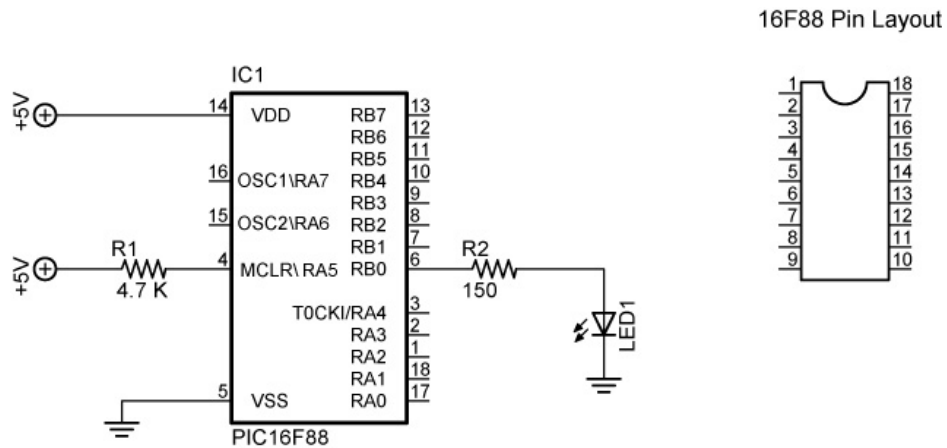 16F88 Pin Layout
IC1
+5V
14 VDD RB7 13
RB6 12
RB5 11
16 OSC1\RA7 RB4 10
RB3 9
15 OSC2\RA6 RB2 8
RB1 7
+5V
R1
4.7 K
4 MCLR\ RA5 RB0 6
R2
150
T0CKI/RA4 3
RA3 2
RA2 1
RA1 18
5 VSS RA0 17
PIC16F88
LED1
1 18
2 17
3 16
4 15
5 14
6 13
7 12
8 11
9 10